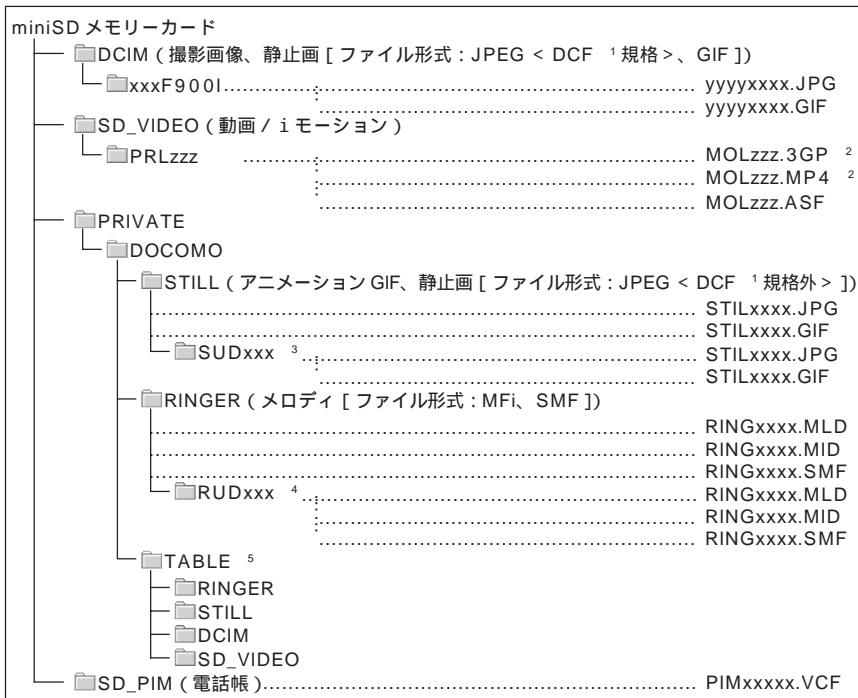 miniSD メモリーカード
DCIM（撮影画像、静止画［ファイル形式：JPEG＜DCF 1規格＞、GIF］）
xxxF900I................ yyyyxxxx.JPG
................ yyyyxxxx.GIF
SD_VIDEO（動画／ｉモーション）
PRLzzz ................ MOLzzz.3GP 2
................ MOLzzz.MP4 2
................ MOLzzz.ASF
PRIVATE
DOCOMO
STILL（アニメーション GIF、静止画［ファイル形式：JPEG＜DCF 1規格外＞］）
................ STILxxxx.JPG
................ STILxxxx.GIF
SUDxxx 3................ STILxxxx.JPG
................ STILxxxx.GIF
RINGER（メロディ［ファイル形式：MFi、SMF］）
................ RINGxxxx.MLD
................ RINGxxxx.MID
................ RINGxxxx.SMF
RUDxxx 4................ RINGxxxx.MLD
................ RINGxxxx.MID
................ RINGxxxx.SMF
TABLE 5
RINGER
STILL
DCIM
SD_VIDEO
SD_PIM（電話帳）................ PIMxxxxx.VCF